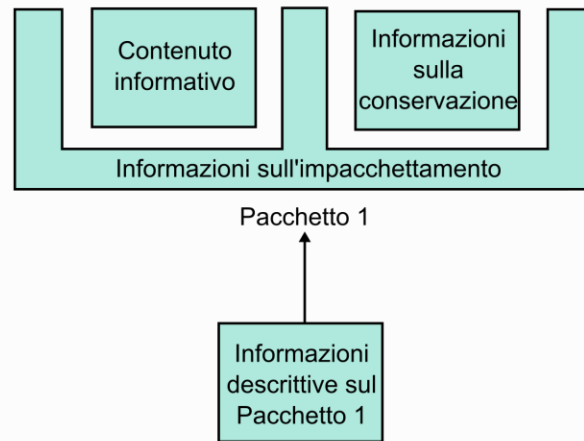 Contenuto
informativo
Informazioni
sulla
conservazione
Informazioni sull'impacchettamento
Pacchetto 1
Informazioni
descrittive sul
Pacchetto 1